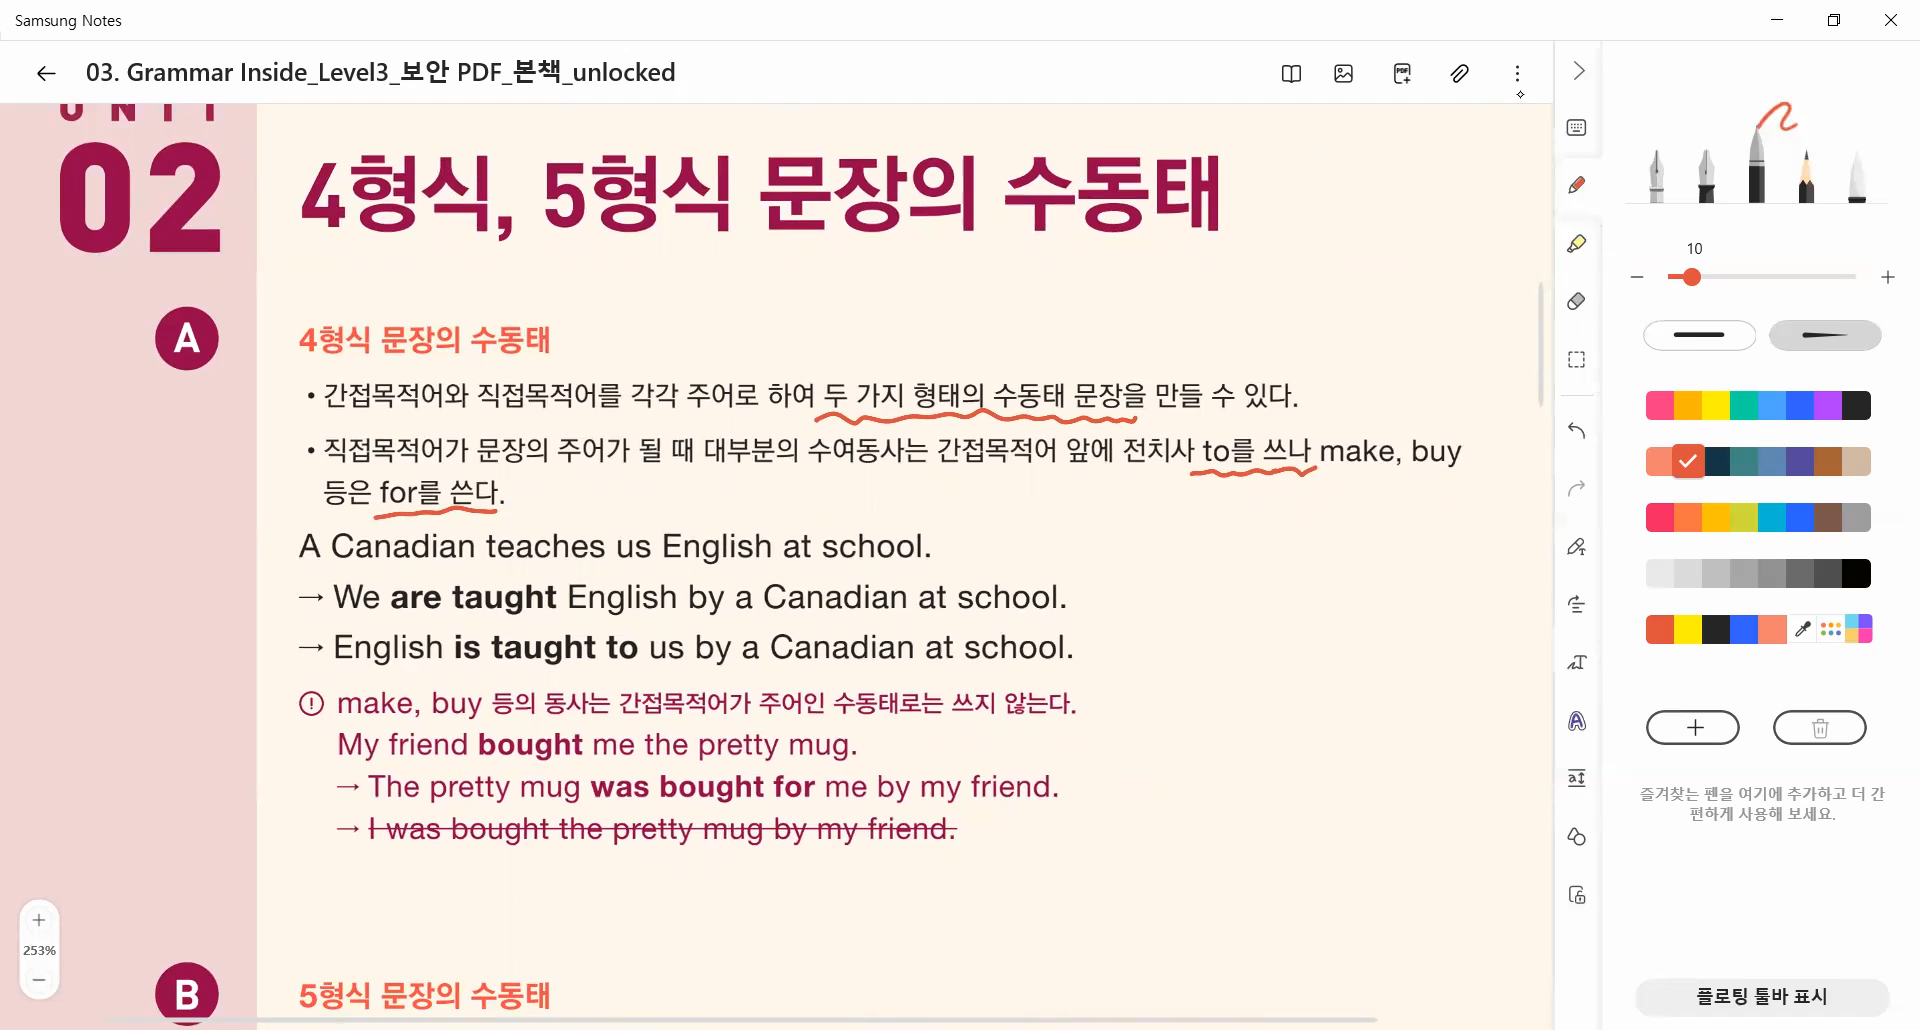 Samsung Notes
03. Grammar Inside_Level3_보안 PDF_본책_unlocked
UNIT
02
4형식, 5형식 문장의 수동태
A
4형식 문장의 수동태
• 간접목적어와 직접목적어를 각각 주어로 하여 두 가지 형태의 수동태 문장을 만들 수 있다.
• 직접목적어가 문장의 주어가 될 때 대부분의 수여동사는 간접목적어 앞에 전치사 to를 쓰나 make, buy
등은 for를 쓴다.
A Canadian teaches us English at school.
→ We are taught English by a Canadian at school.
→ English is taught to us by a Canadian at school.
! make, buy 등의 동사는 간접목적어가 주어인 수동태로는 쓰지 않는다.
My friend bought me the pretty mug.
→ The pretty mug was bought for me by my friend.
→ I was bought the pretty mug by my friend.
B
5형식 문장의 수동태
253%
10
즐겨찾는 펜을 여기에 추가하고 더 간
편하게 사용해 보세요.
플로팅 툴바 표시